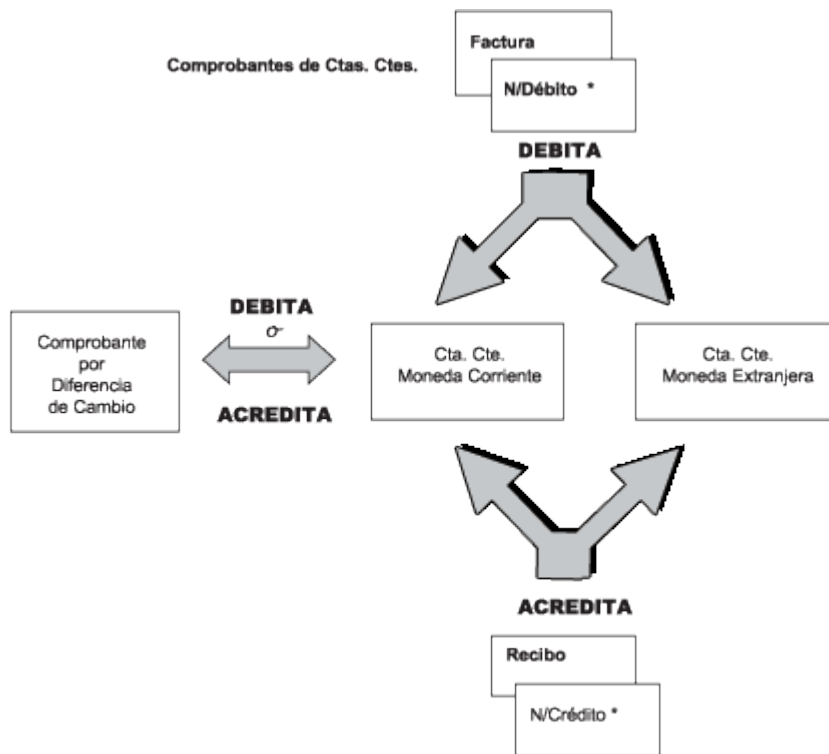 Factura
Comprobantes de Ctas. Ctes.
N/Débito *
DEBITA
DEBITA
o
ACREDITA
Comprobante
por
Diferencia
de Cambio
Cta. Cte.
Moneda Corriente
Cta. Cte.
Moneda Extranjera
ACREDITA
Recibo
N/Crédito *